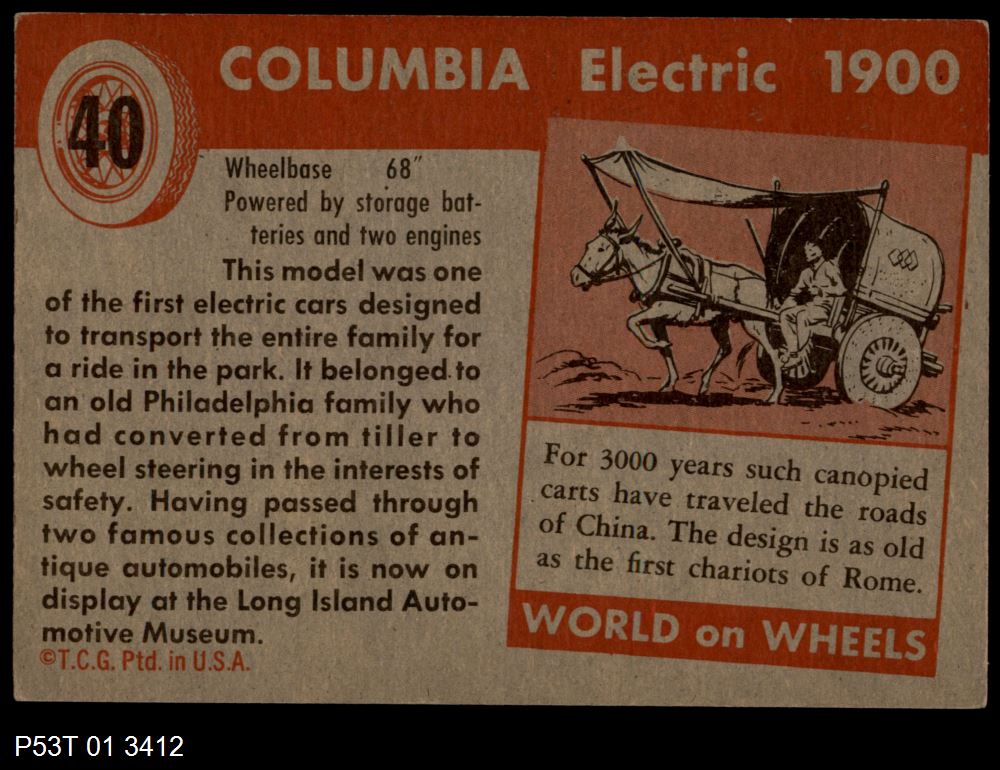 40
COLUMBIA Electric 1900
Wheelbase 68"
Powered by storage bat-
teries and two engines
This model was one
of the first electric cars designed
to transport the entire family for
a ride in the park. It belonged to
an old Philadelphia family who
had converted from tiller to
wheel steering in the interests of
safety. Having passed through
two famous collections of an-
tique automobiles, it is now on
display at the Long Island Auto-
motive Museum.
©T.C.G. Ptd. in U.S.A.
For 3000 years such canopied
carts have traveled the roads
of China. The design is as old
as the first chariots of Rome.
WORLD on WHEELS
P53T 01 3412